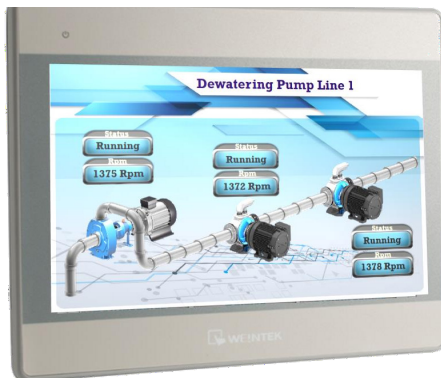 Dewatering Pump Line 1
Status
Running
Rpm
1375 Rpm
Status
Running
Rpm
1372 Rpm
Status
Running
Rpm
1378 Rpm
WEINTEK